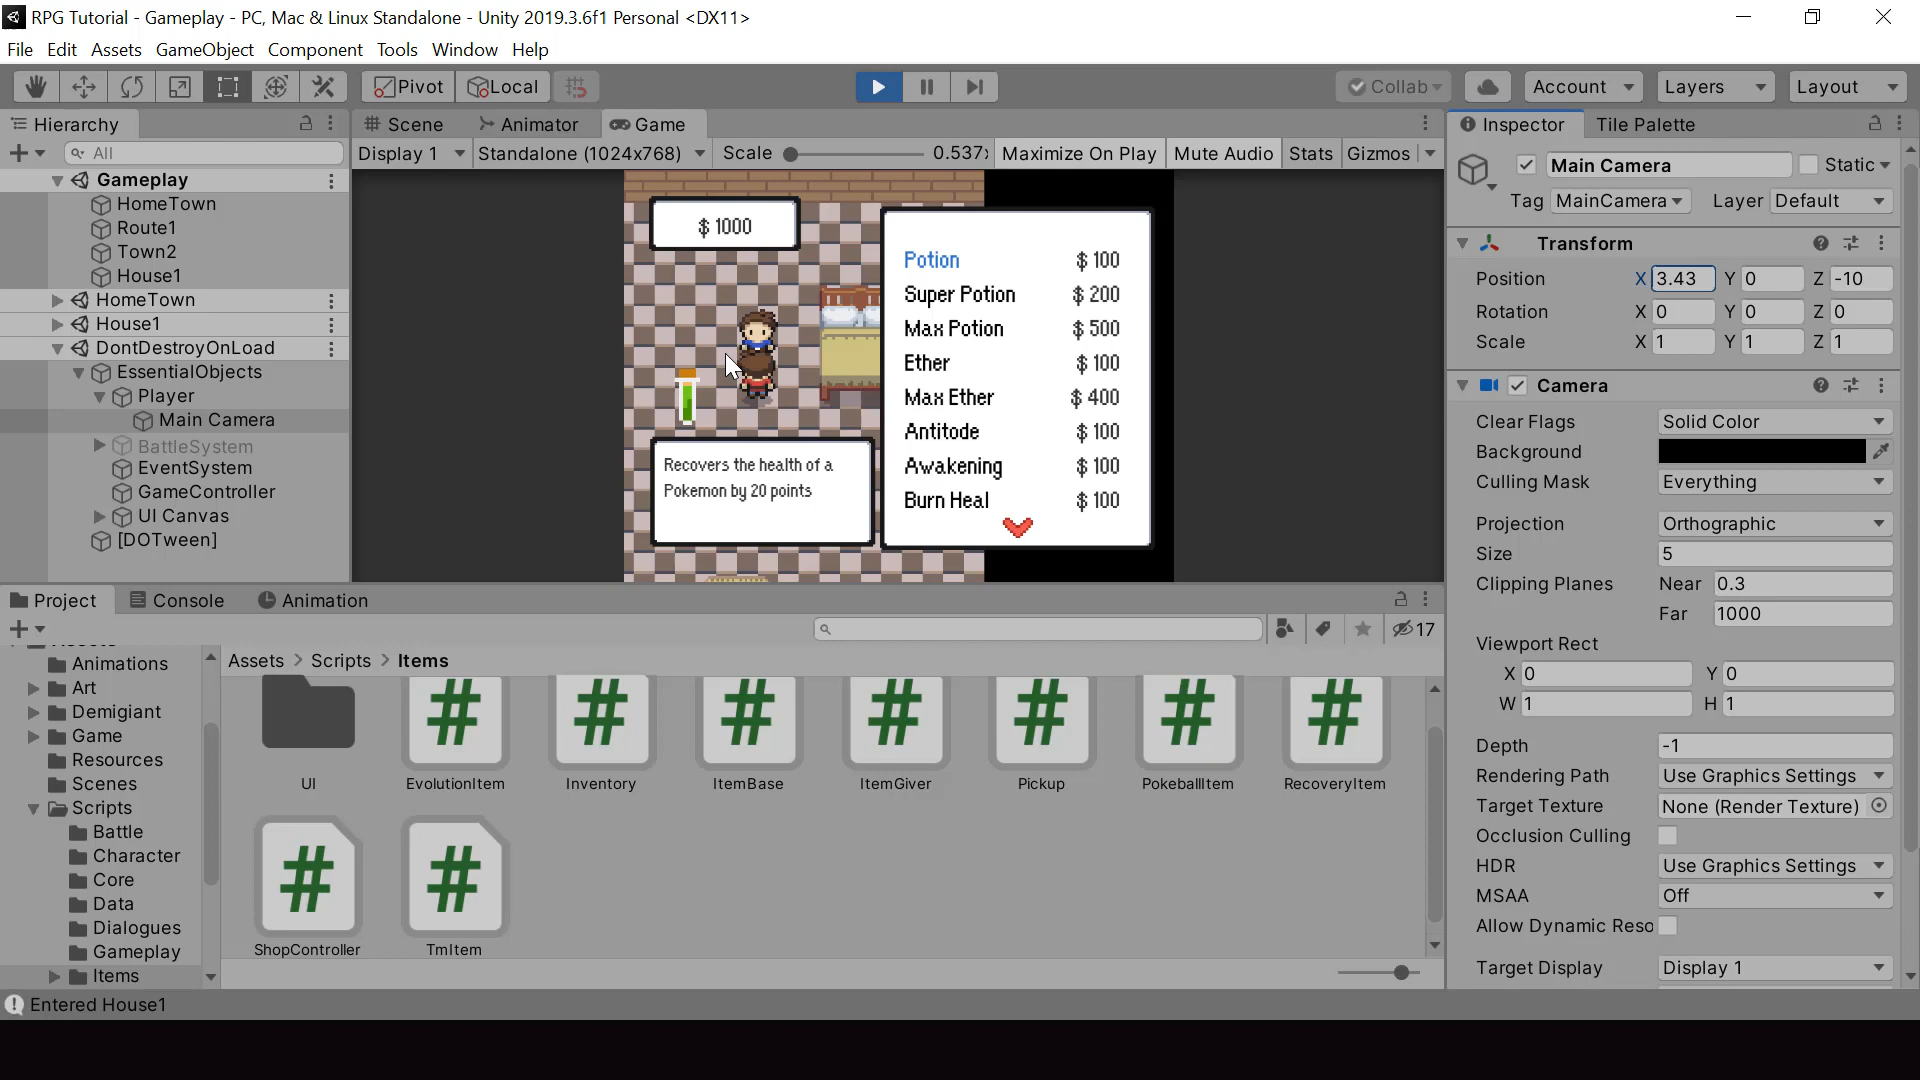 RPG Tutorial - Gameplay - PC, Mac & Linux Standalone - Unity 2019.3.6f1 Personal <DX11>
File Edit Assets GameObject Component Tools Window Help
Pivot Local Collab Account Layers Layout
Hierarchy
All
Gameplay
HomeTown
Route1
Town2
House1
HomeTown
House1
DontDestroyOnLoad
EssentialObjects
Player
Main Camera
BattleSystem
EventSystem
GameController
UI Canvas
[DOTween]
Scene Animator Game
Display 1 Standalone (1024x768) Scale 0.537x Maximize On Play Mute Audio Stats Gizmos
$ 1000
Potion $ 100
Super Potion $ 200
Max Potion $ 500
Ether $ 100
Max Ether $ 400
Antitode $ 100
Awakening $ 100
Burn Heal $ 100
Recovers the health of a
Pokemon by 20 points
Inspector Tile Palette
Main Camera Static
Tag MainCamera Layer Default
Transform
Position X 3.43 Y 0 Z -10
Rotation X 0 Y 0 Z 0
Scale X 1 Y 1 Z 1
Camera
Clear Flags Solid Color
Background
Culling Mask Everything
Projection Orthographic
Size 5
Clipping Planes Near 0.3
Far 1000
Viewport Rect
X 0 Y 0
W 1 H 1
Depth -1
Rendering Path Use Graphics Settings
Target Texture None (Render Texture)
Occlusion Culling
HDR Use Graphics Settings
MSAA Off
Allow Dynamic Reso
Target Display Display 1
Project Console Animation
17
Animations
Art
Demigiant
Game
Resources
Scenes
Scripts
Battle
Character
Core
Data
Dialogues
Gameplay
Items
Assets > Scripts > Items
UI EvolutionItem Inventory ItemBase ItemGiver Pickup PokeballItem RecoveryItem
ShopController TmItem
Entered House1